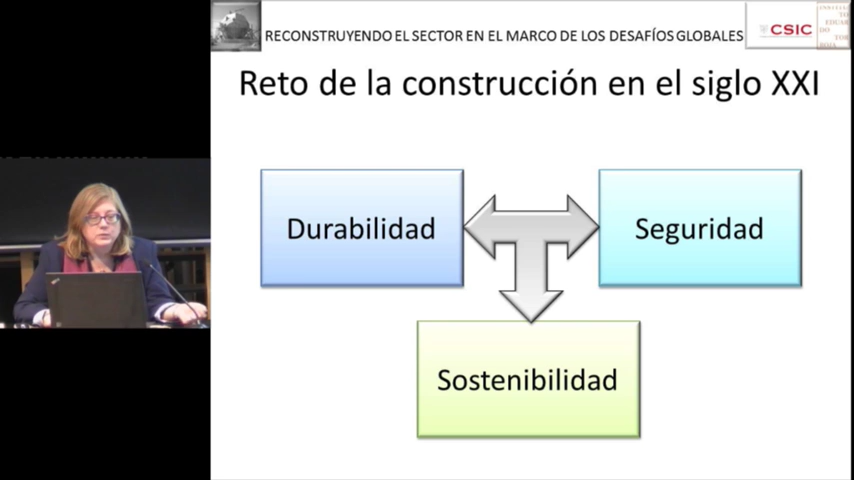 RECONSTRUYENDO EL SECTOR EN EL MARCO DE LOS DESAFÍOS GLOBALES
CSIC
Reto de la construcción en el siglo XXI
Durabilidad
Seguridad
Sostenibilidad